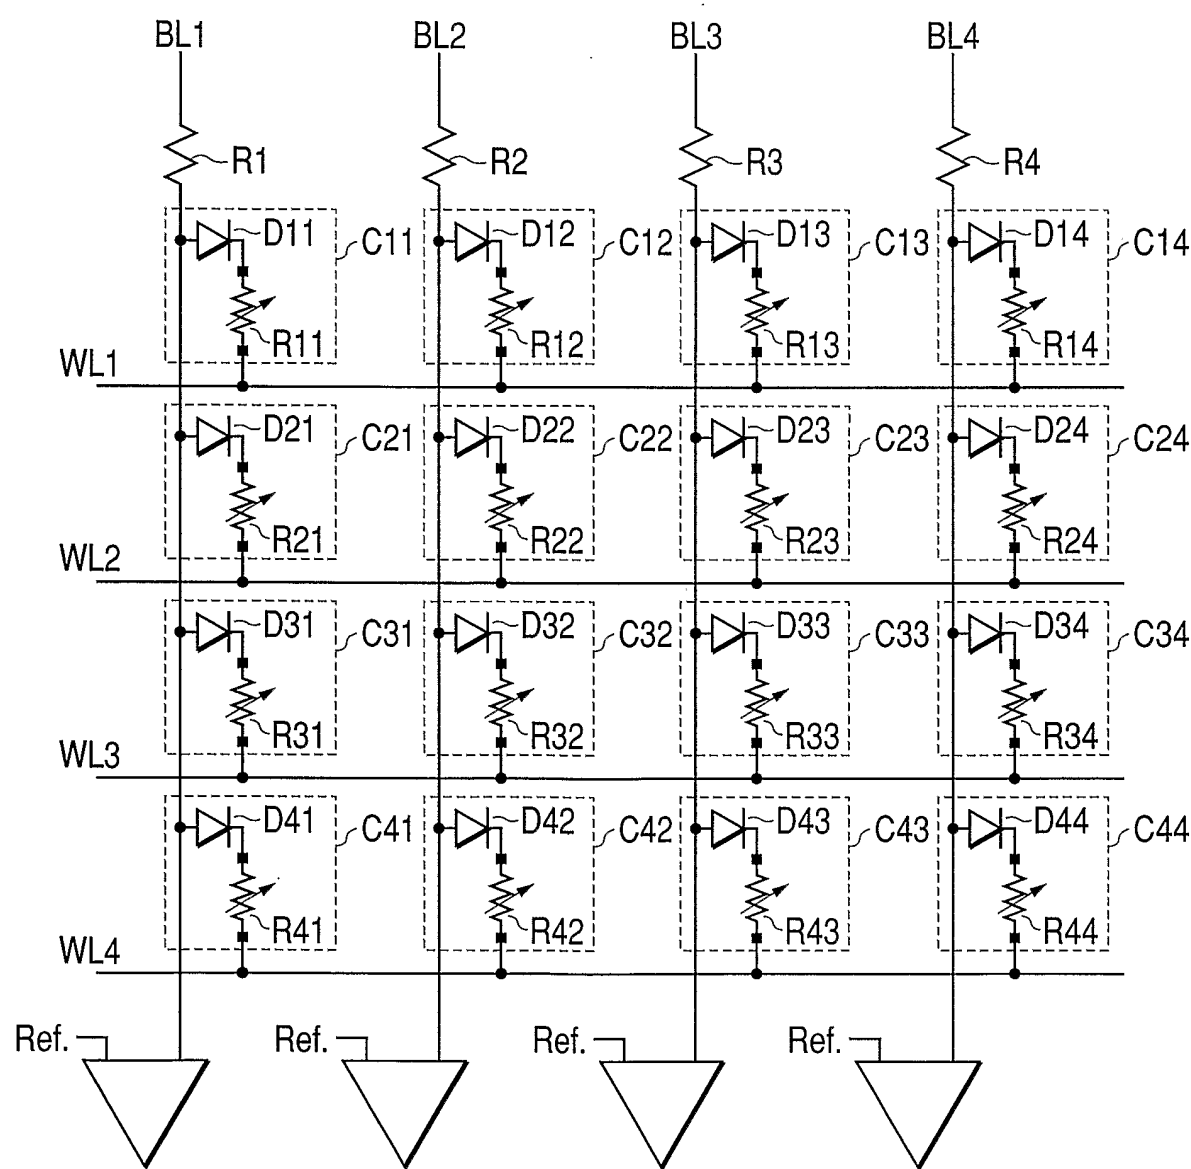 BL1 BL2 BL3 BL4
R1 R2 R3 R4
D11 C11 D12 C12 D13 C13 D14 C14
R11 R12 R13 R14
WL1
D21 C21 D22 C22 D23 C23 D24 C24
R21 R22 R23 R24
WL2
D31 C31 D32 C32 D33 C33 D34 C34
R31 R32 R33 R34
WL3
D41 C41 D42 C42 D43 C43 D44 C44
R41 R42 R43 R44
WL4
Ref. Ref. Ref. Ref.